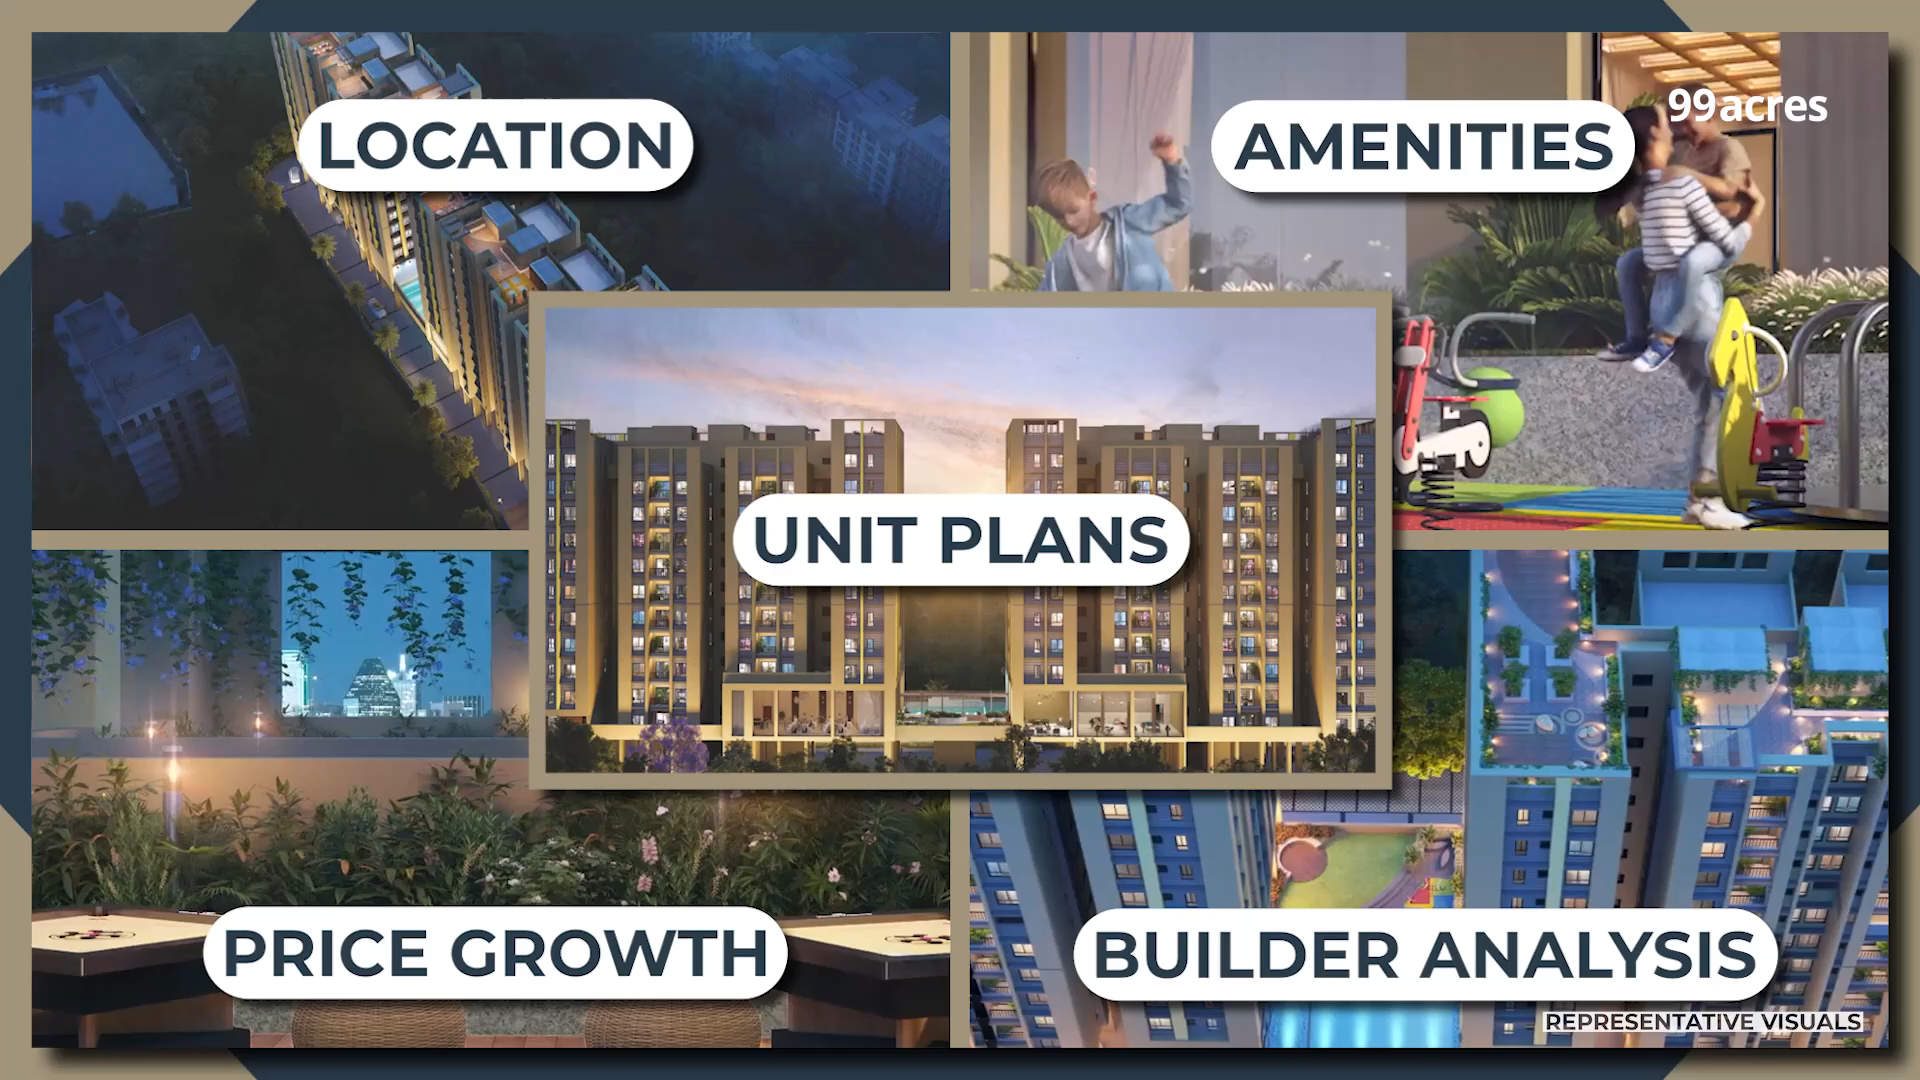 LOCATION
AMENITIES
99acres
UNIT PLANS
PRICE GROWTH
BUILDER ANALYSIS
REPRESENTATIVE VISUALS